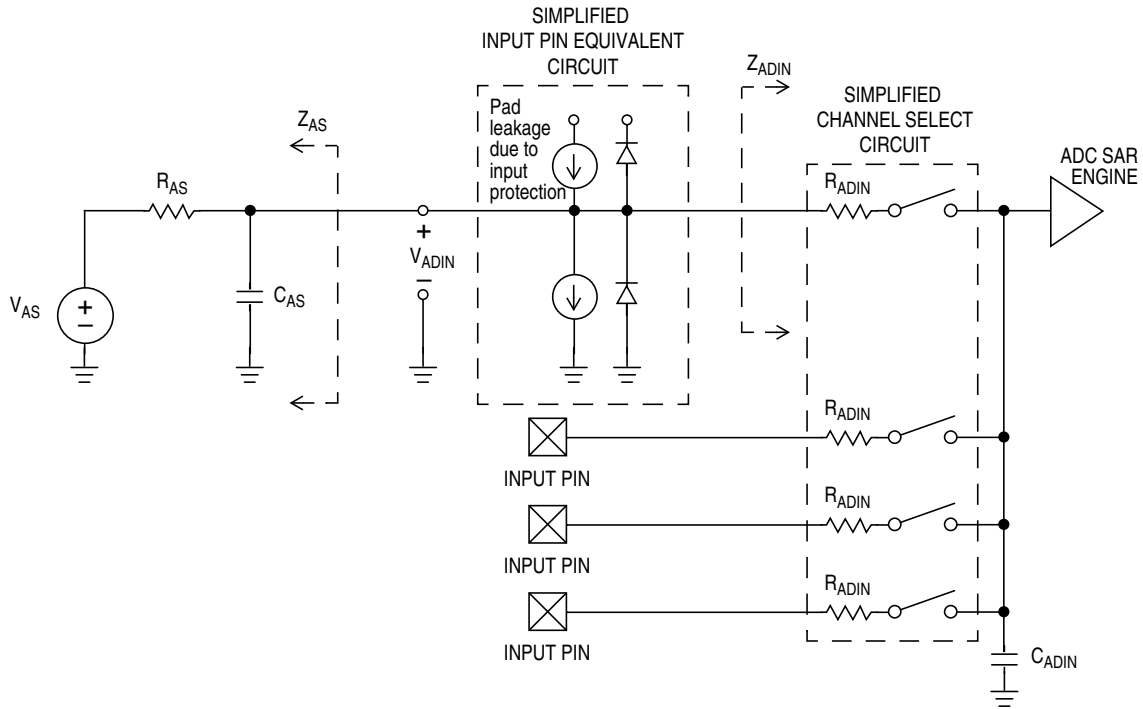 SIMPLIFIED
INPUT PIN EQUIVALENT
CIRCUIT
Pad
leakage
due to
input
protection
ZADIN
SIMPLIFIED
CHANNEL SELECT
CIRCUIT
ADC SAR
ENGINE
ZAS
RAS
RADIN
+
VADIN
–
VAS
+
–
CAS
RADIN
INPUT PIN
RADIN
INPUT PIN
RADIN
INPUT PIN
CADIN